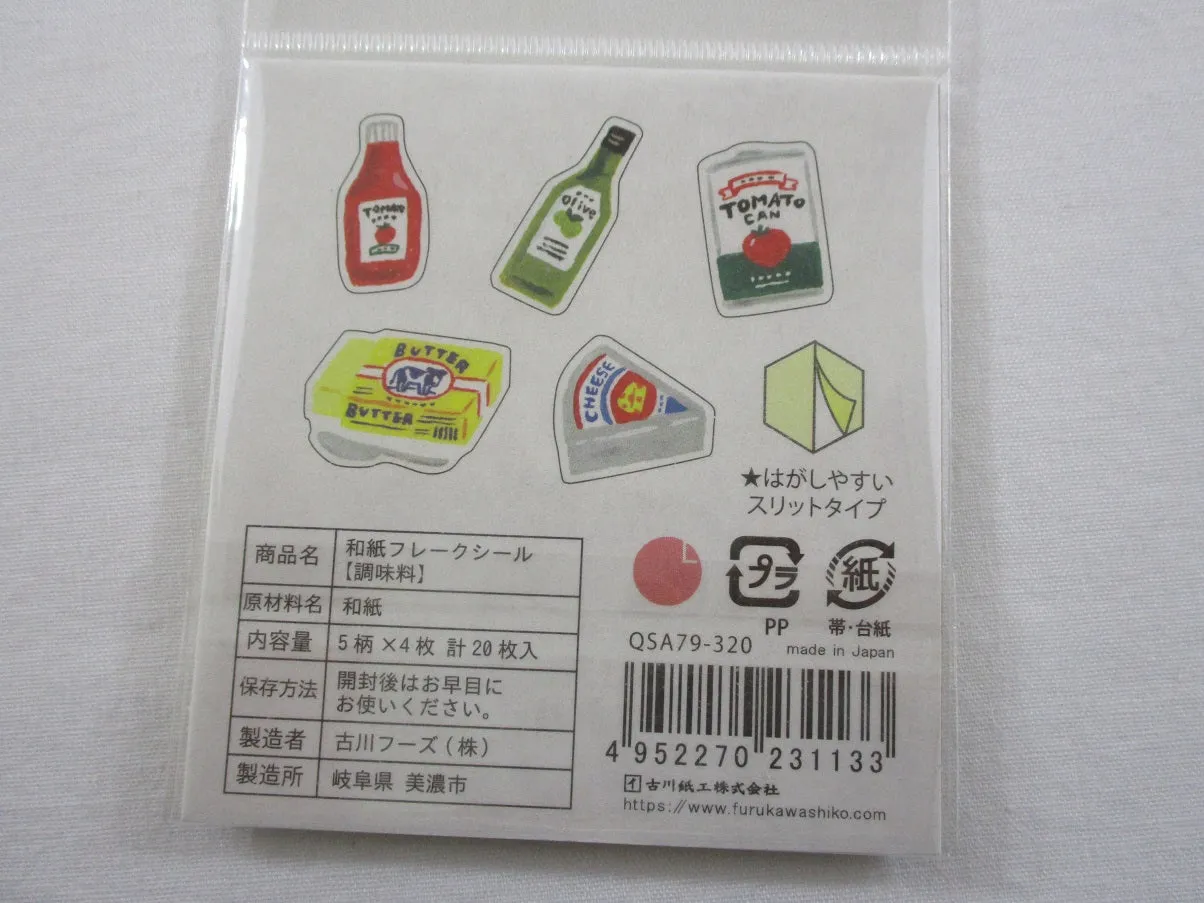 TOMATO
olive
TOMATO
CAN
BUTTER
BUTTER
CHEESE
★はがしやすい
スリットタイプ
商品名 和紙フレークシール
【調味料】
原材料名 和紙
内容量 5柄×4枚 計20枚入
保存方法 開封後はお早目に
お使いください。
製造者 古川フーズ(株)
製造所 岐阜県 美濃市
プラ
PP
紙
帯・台紙
QSA79-320
made in Japan
4 952270 231133
古川紙工株式会社
https://www.furukawashiko.com